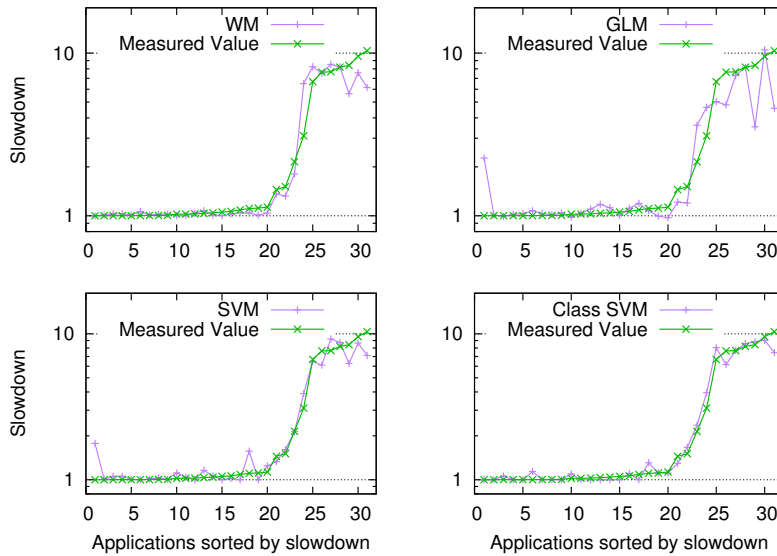 WM
Measured Value
10
1
Slowdown
0 5 10 15 20 25 30
GLM
Measured Value
10
1
0 5 10 15 20 25 30
SVM
Measured Value
10
1
Slowdown
0 5 10 15 20 25 30
Applications sorted by slowdown
Class SVM
Measured Value
10
1
0 5 10 15 20 25 30
Applications sorted by slowdown